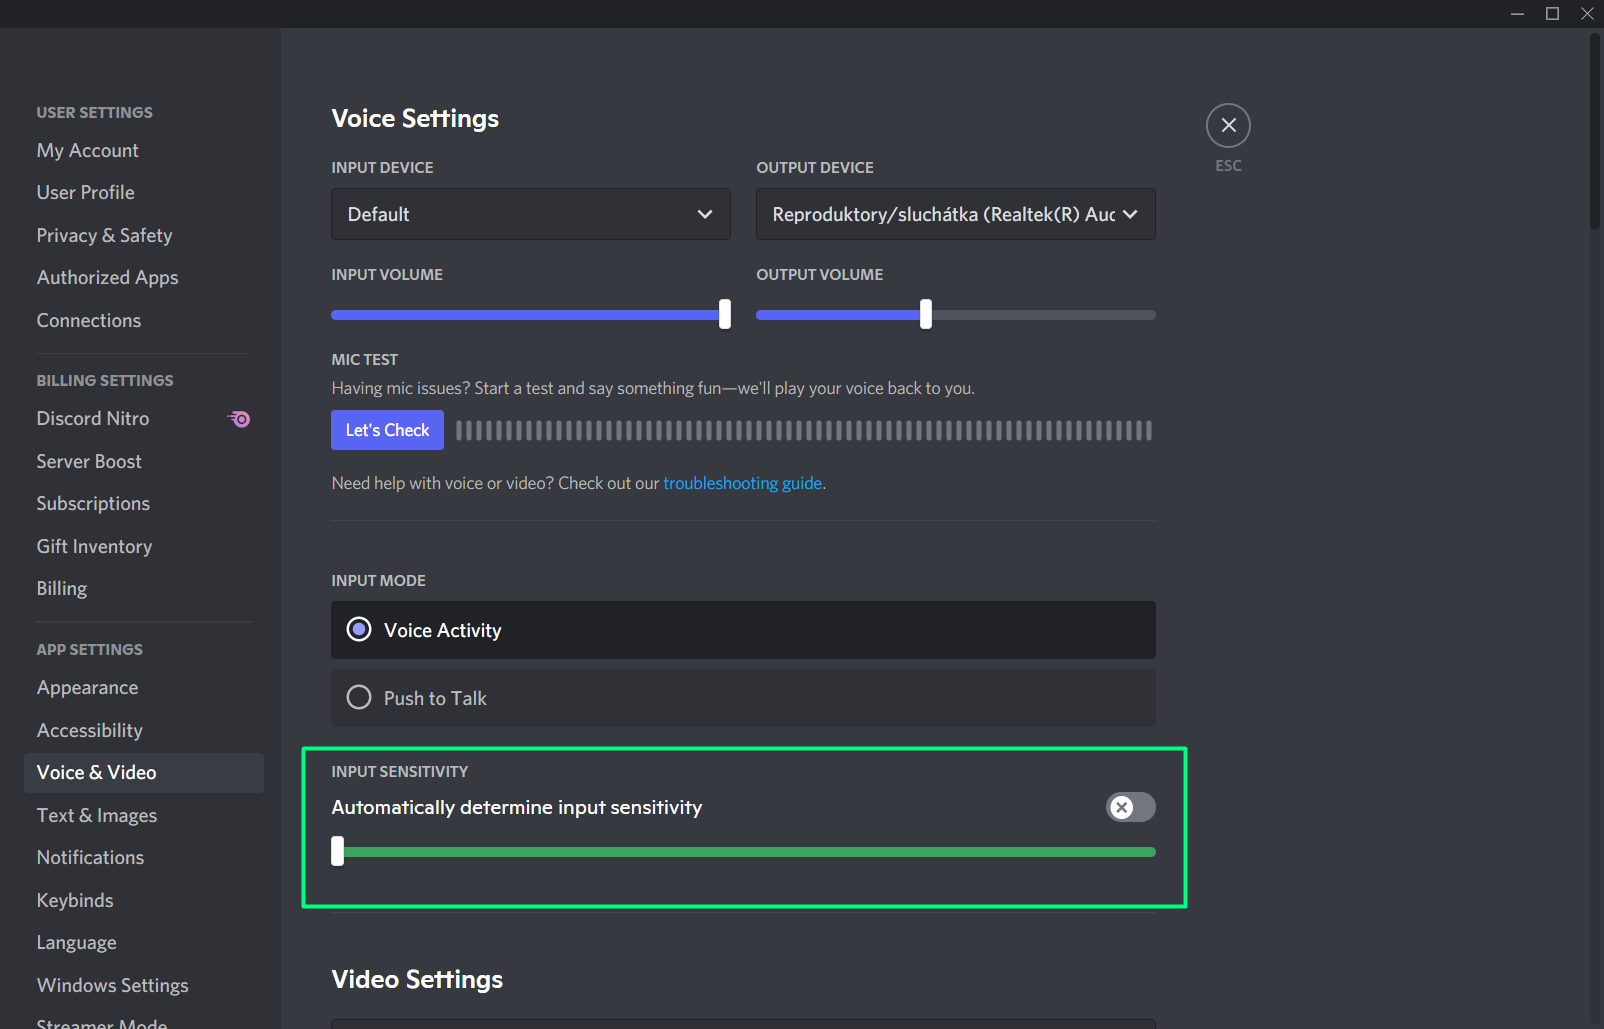 USER SETTINGS
My Account
User Profile
Privacy & Safety
Authorized Apps
Connections
BILLING SETTINGS
Discord Nitro
Server Boost
Subscriptions
Gift Inventory
Billing
APP SETTINGS
Appearance
Accessibility
Voice & Video
Text & Images
Notifications
Keybinds
Language
Windows Settings
Streamer Mode
Voice Settings
ESC
INPUT DEVICE
OUTPUT DEVICE
Default
Reproduktory/sluchátka (Realtek(R) Auc
INPUT VOLUME
OUTPUT VOLUME
MIC TEST
Having mic issues? Start a test and say something fun—we'll play your voice back to you.
Let's Check
Need help with voice or video? Check out our troubleshooting guide.
INPUT MODE
Voice Activity
Push to Talk
INPUT SENSITIVITY
Automatically determine input sensitivity
Video Settings